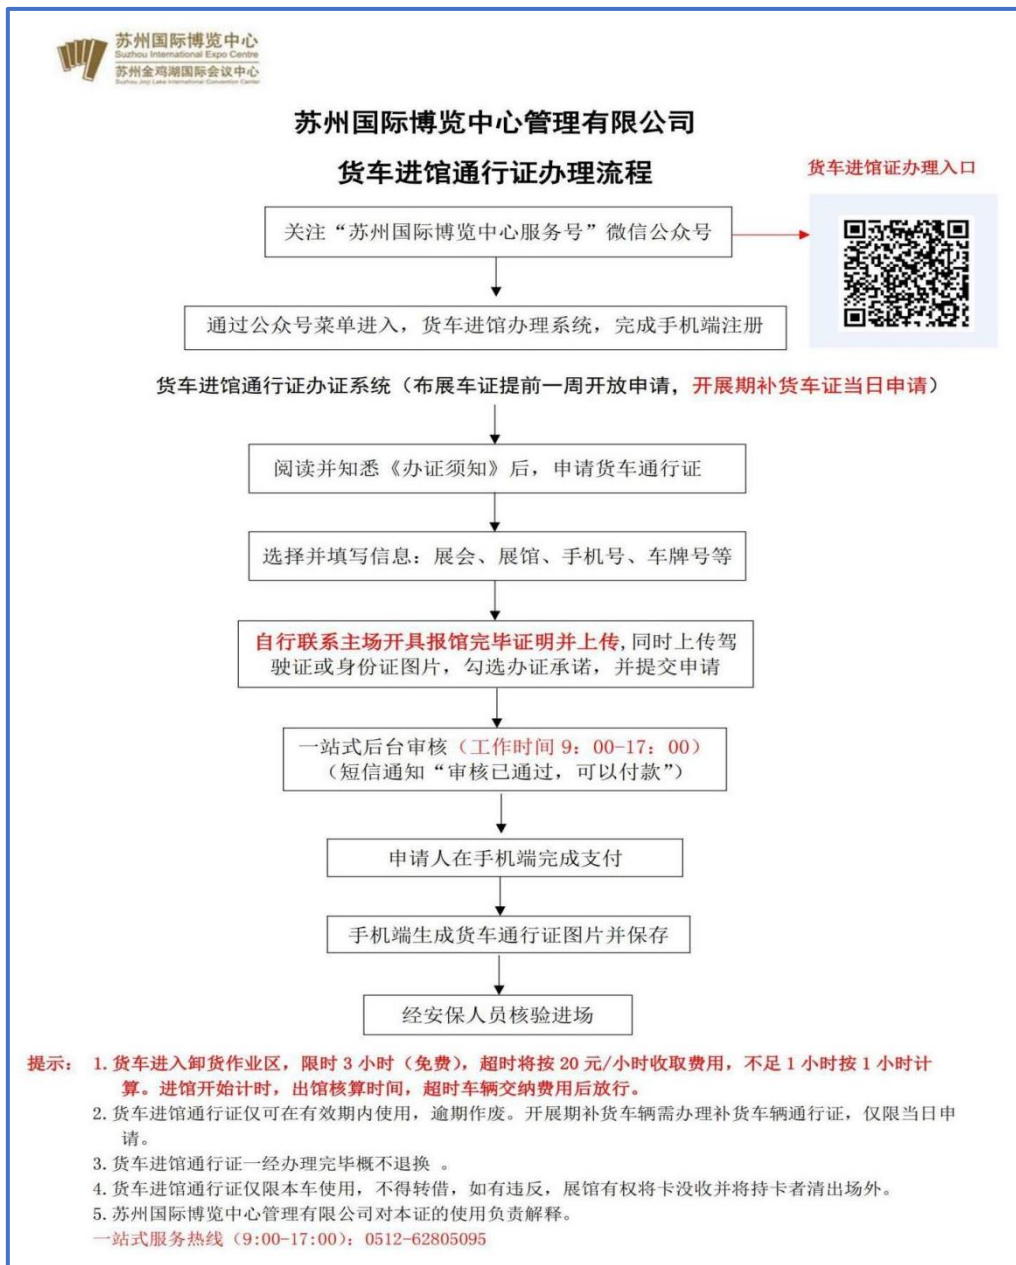 苏州国际博览中心
Suzhou International Expo Centre
苏州金鸡湖国际会议中心
Suzhou Jinji Lake International Convention Center
苏州国际博览中心管理有限公司
货车进馆通行证办理流程
货车进馆证办理入口
关注“苏州国际博览中心服务号”微信公众号
通过公众号菜单进入，货车进馆办理系统，完成手机端注册
货车进馆通行证办证系统（布展车证提前一周开放申请，开展期补货车证当日申请）
阅读并知悉《办证须知》后，申请货车通行证
选择并填写信息：展会、展馆、手机号、车牌号等
自行联系主场开具报馆完毕证明并上传,同时上传驾
驶证或身份证图片，勾选办证承诺，并提交申请
一站式后台审核（工作时间 9：00-17：00）
（短信通知“审核已通过，可以付款”）
申请人在手机端完成支付
手机端生成货车通行证图片并保存
经安保人员核验进场
提示： 1.货车进入卸货作业区，限时 3 小时（免费），超时将按 20 元/小时收取费用，不足 1 小时按 1 小时计
算。进馆开始计时，出馆核算时间，超时车辆交纳费用后放行。
2.货车进馆通行证仅可在有效期内使用，逾期作废。开展期补货车辆需办理补货车辆通行证，仅限当日申
请。
3.货车进馆通行证一经办理完毕概不退换 。
4.货车进馆通行证仅限本车使用，不得转借，如有违反，展馆有权将卡没收并将持卡者清出场外。
5.苏州国际博览中心管理有限公司对本证的使用负责解释。
一站式服务热线（9:00-17:00）：0512-62805095